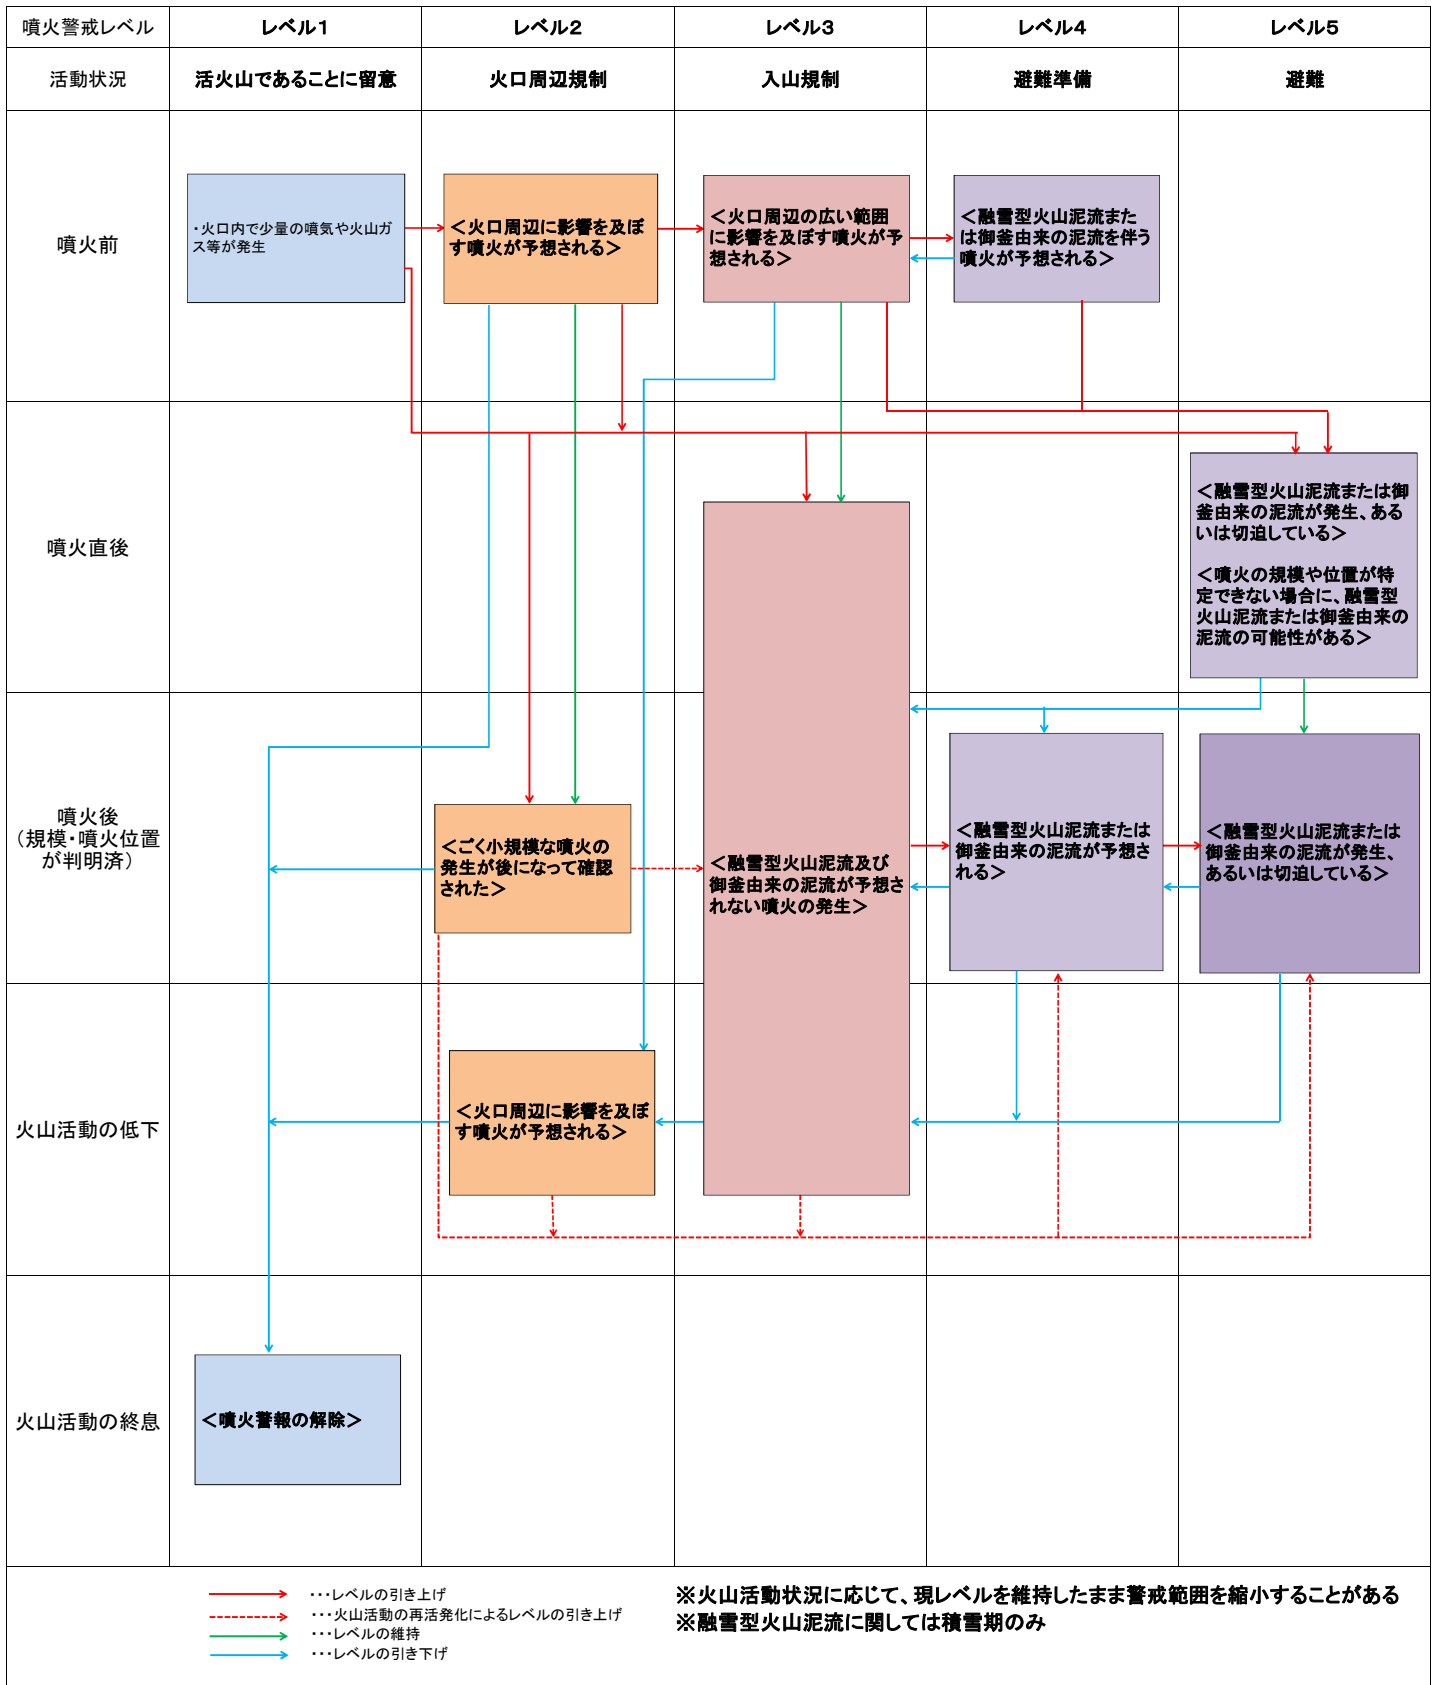 噴火警戒レベル
レベル1
レベル2
レベル3
レベル4
レベル5
活動状況
活火山であることに留意
火口周辺規制
入山規制
避難準備
避難
噴火前
・火口内で少量の噴気や火山ガ
ス等が発生
＜火口周辺に影響を及ぼ
す噴火が予想される＞
＜火口周辺の広い範囲
に影響を及ぼす噴火が予
想される＞
＜融雪型火山泥流また
は御釜由来の泥流を伴う
噴火が予想される＞
噴火直後
＜融雪型火山泥流または御
釜由来の泥流が発生、ある
いは切迫している＞
＜噴火の規模や位置が特
定できない場合に、融雪型
火山泥流または御釜由来の
泥流の可能性がある＞
噴火後
（規模・噴火位置
が判明済）
＜ごく小規模な噴火の
発生が後になって確認
された＞
＜融雪型火山泥流及び
御釜由来の泥流が予想さ
れない噴火の発生＞
＜融雪型火山泥流または
御釜由来の泥流が予想さ
れる＞
＜融雪型火山泥流または
御釜由来の泥流が発生、
あるいは切迫している＞
火山活動の低下
＜火口周辺に影響を及ぼ
す噴火が予想される＞
火山活動の終息
＜噴火警報の解除＞
・・・レベルの引き上げ
・・・火山活動の再活発化によるレベルの引き上げ
・・・レベルの維持
・・・レベルの引き下げ
※火山活動状況に応じて、現レベルを維持したまま警戒範囲を縮小することがある
※融雪型火山泥流に関しては積雪期のみ